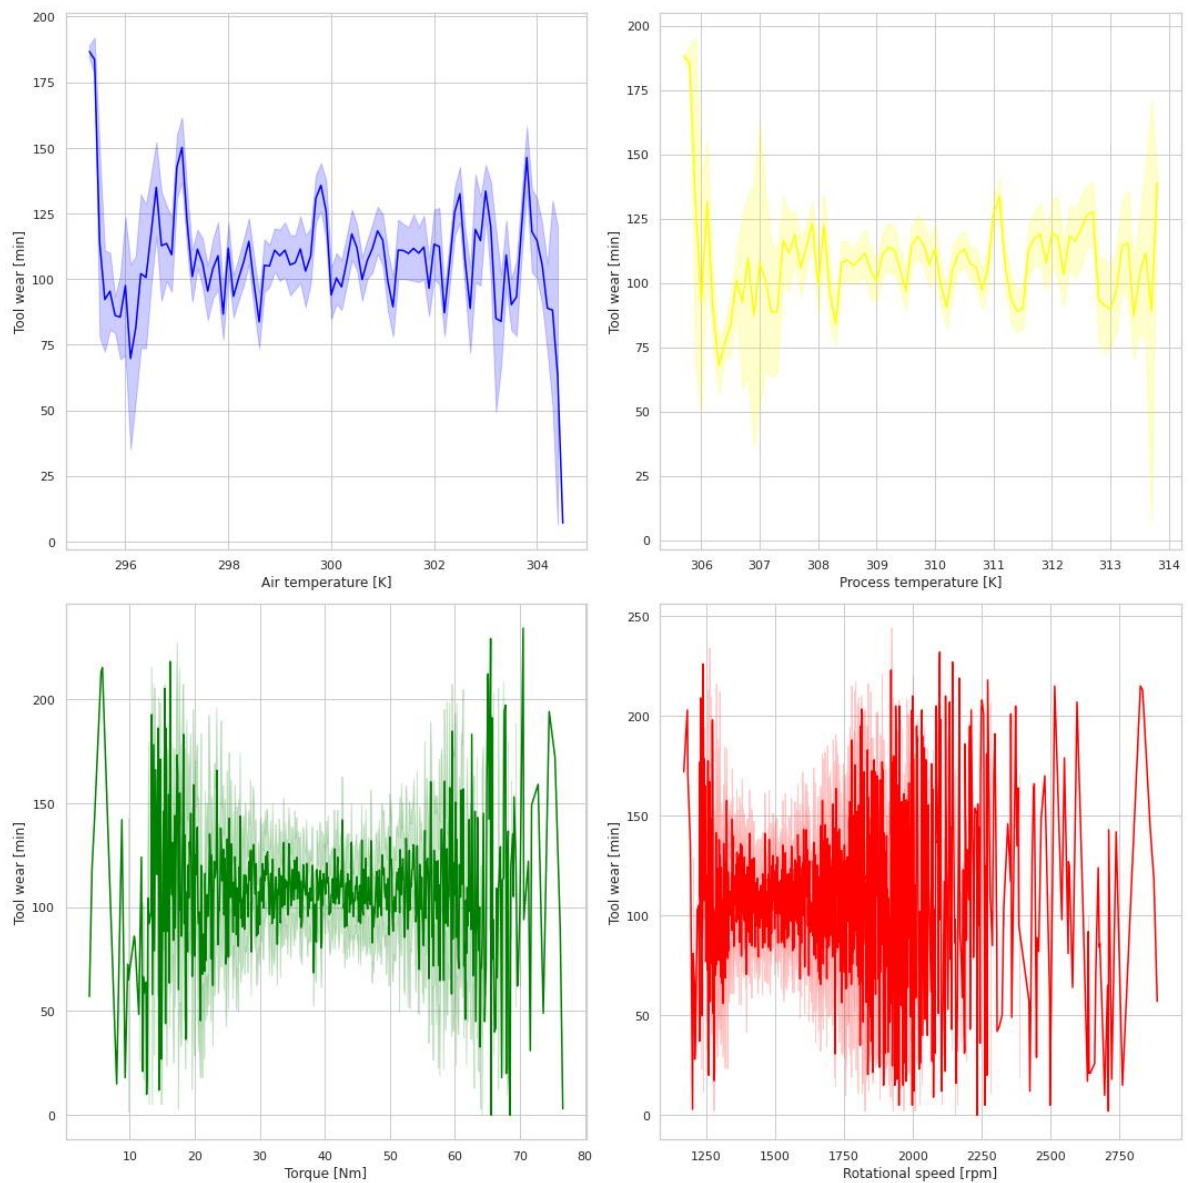 200
175
150
125
100
75
50
25
0
Tool wear [min]
296 298 300 302 304
Air temperature [K]
200
175
150
125
100
75
50
25
0
Tool wear [min]
306 307 308 309 310 311 312 313 314
Process temperature [K]
200
150
100
50
0
Tool wear [min]
10 20 30 40 50 60 70 80
Torque [Nm]
250
200
150
100
50
0
Tool wear [min]
1250 1500 1750 2000 2250 2500 2750
Rotational speed [rpm]